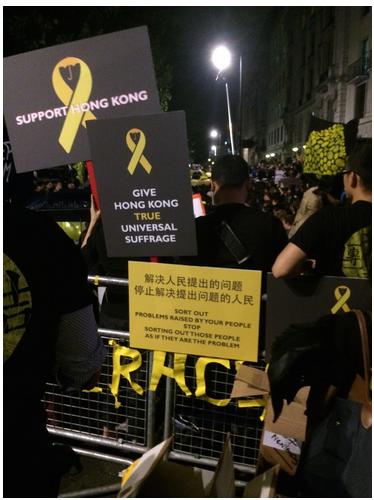 SUPPORT HONG KONG
GIVE
HONG KONG
TRUE
UNIVERSAL
SUFFRAGE
解决人民提出的问题
停止解决提出问题的人民
SORT OUT
PROBLEMS RAISED BY YOUR PEOPLE
STOP
SORTING OUT THOSE PEOPLE
AS IF THEY ARE THE PROBLEM